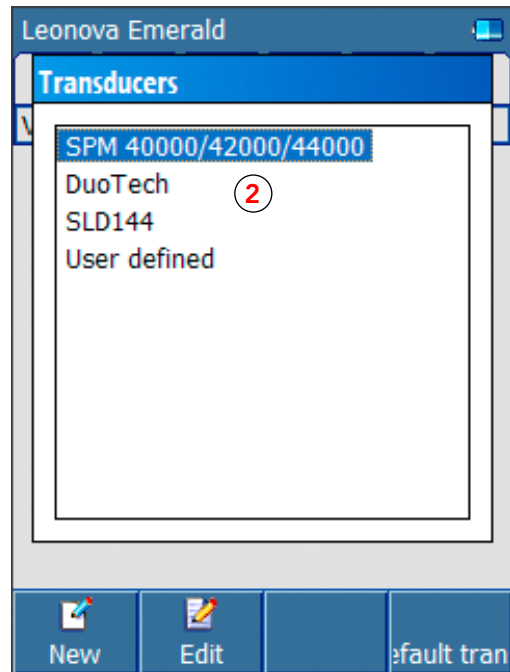 Leonova Emerald
Transducers
V
SPM 40000/42000/44000
DuoTech
2
SLD144
User defined
New
Edit
efault tran